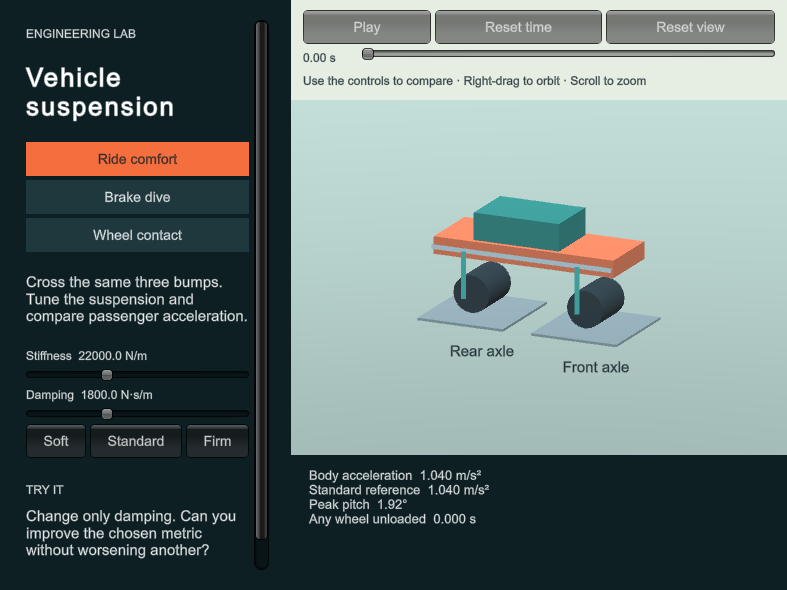 ENGINEERING LAB
Vehicle
suspension
Ride comfort
Brake dive
Wheel contact
Cross the same three bumps.
Tune the suspension and
compare passenger acceleration.
Stiffness 22000.0 N/m
Damping 1800.0 N·s/m
Soft Standard Firm
TRY IT
Change only damping. Can you
improve the chosen metric
without worsening another?
Play Reset time Reset view
0.00 s
Use the controls to compare · Right-drag to orbit · Scroll to zoom
Rear axle
Front axle
Body acceleration 1.040 m/s²
Standard reference 1.040 m/s²
Peak pitch 1.92°
Any wheel unloaded 0.000 s